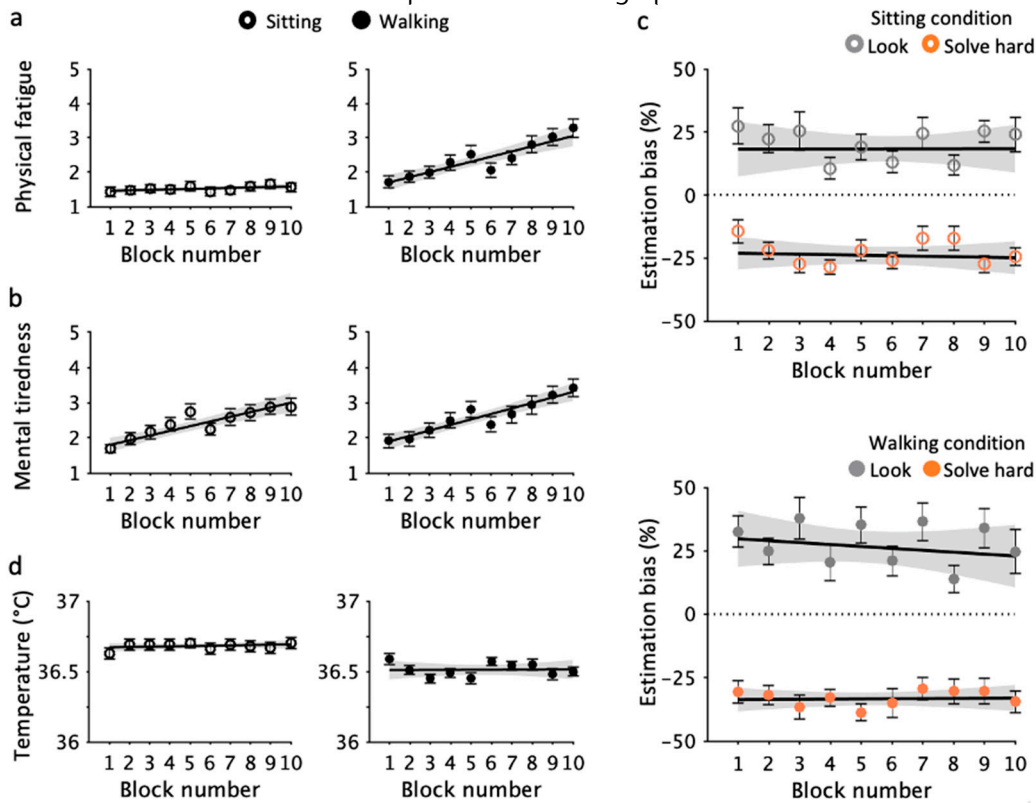 a
Sitting
Walking
Physical fatigue
5
4
3
2
1
1 2 3 4 5 6 7 8 9 10
Block number
5
4
3
2
1
1 2 3 4 5 6 7 8 9 10
Block number
b
Mental tiredness
5
4
3
2
1
1 2 3 4 5 6 7 8 9 10
Block number
5
4
3
2
1
1 2 3 4 5 6 7 8 9 10
Block number
d
Temperature (°C)
37
36.5
36
1 2 3 4 5 6 7 8 9 10
Block number
37
36.5
36
1 2 3 4 5 6 7 8 9 10
Block number
c
Sitting condition
Look
Solve hard
Estimation bias (%)
50
25
0
−25
−50
1 2 3 4 5 6 7 8 9 10
Block number
Walking condition
Look
Solve hard
Estimation bias (%)
50
25
0
−25
−50
1 2 3 4 5 6 7 8 9 10
Block number